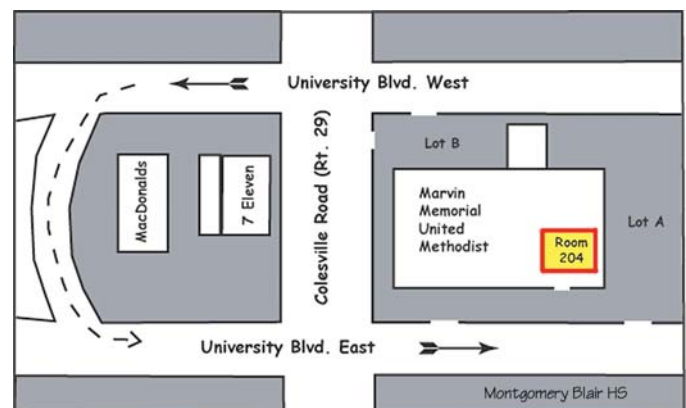 University Blvd. West
Colesville Road (Rt. 29)
MacDonalds
7 Eleven
Lot B
Marvin
Memorial
United
Methodist
Room
204
Lot A
University Blvd. East
Montgomery Blair HS